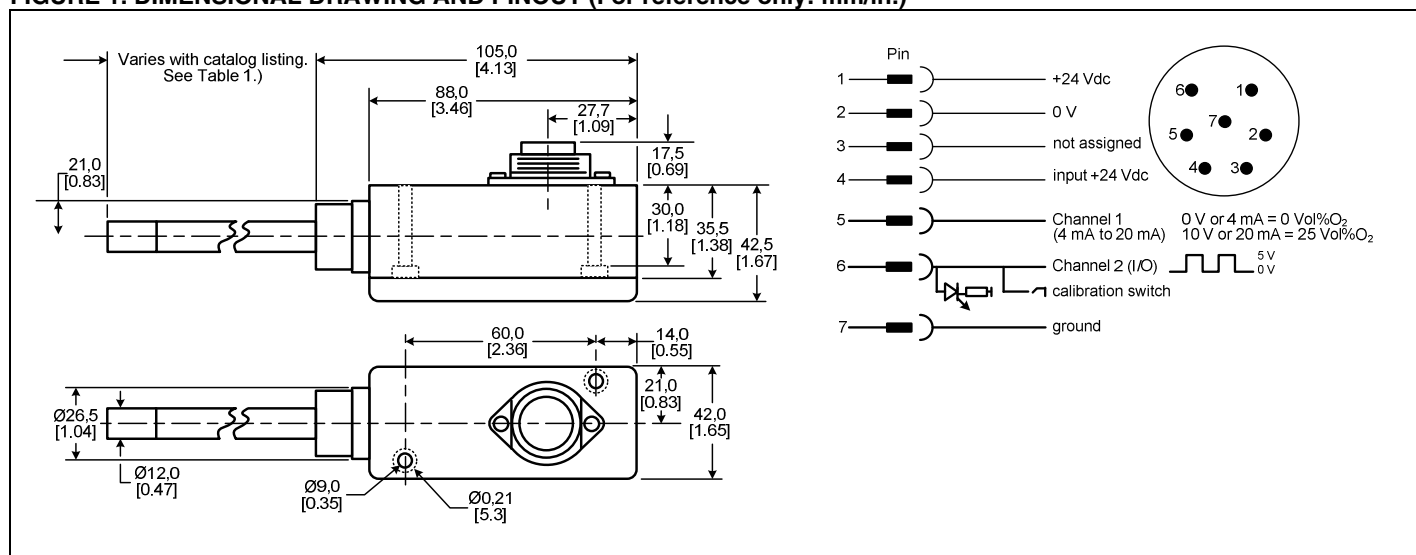 FIGURE 1. DIMENSIONAL DRAWING AND PINOUT (For reference only: mm/in.)
Varies with catalog listing.
See Table 1.)
105,0
[4.13]
88,0
[3.46]
27,7
[1.09]
17,5
[0.69]
21,0
[0.83]
30,0
[1.18]
35,5
[1.38]
42,5
[1.67]
60,0
[2.36]
14,0
[0.55]
21,0
[0.83]
42,0
[1.65]
Ø26,5
[1.04]
Ø12,0
[0.47]
Ø9,0
[0.35]
Ø0,21
[5.3]
Pin
1 +24 Vdc
2 0 V
3 not assigned
4 input +24 Vdc
5 Channel 1 0 V or 4 mA = 0 Vol%O₂
(4 mA to 20 mA) 10 V or 20 mA = 25 Vol%O₂
6 Channel 2 (I/O) 5 V
0 V
calibration switch
7 ground
6 1
7
5 2
4 3